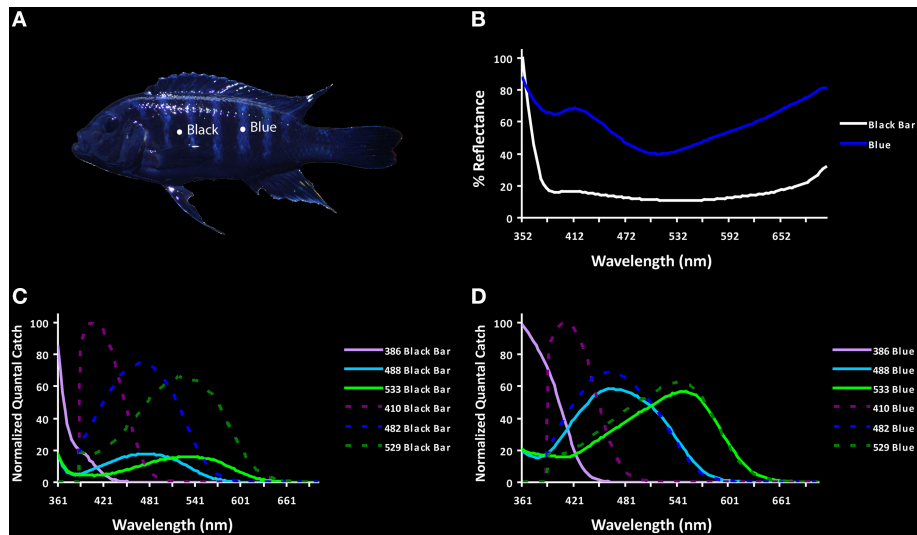 A
Black
Blue
B
% Reflectance
100
80
60
40
20
0
352 412 472 532 592 652
Wavelength (nm)
Black Bar
Blue
C
Normalized Quantal Catch
100
80
60
40
20
0
361 421 481 541 601 661
Wavelength (nm)
386 Black Bar
488 Black Bar
533 Black Bar
410 Black Bar
482 Black Bar
529 Black Bar
D
Normalized Quantal Catch
100
80
60
40
20
0
361 421 481 541 601 661
Wavelength (nm)
386 Blue
488 Blue
533 Blue
410 Blue
482 Blue
529 Blue